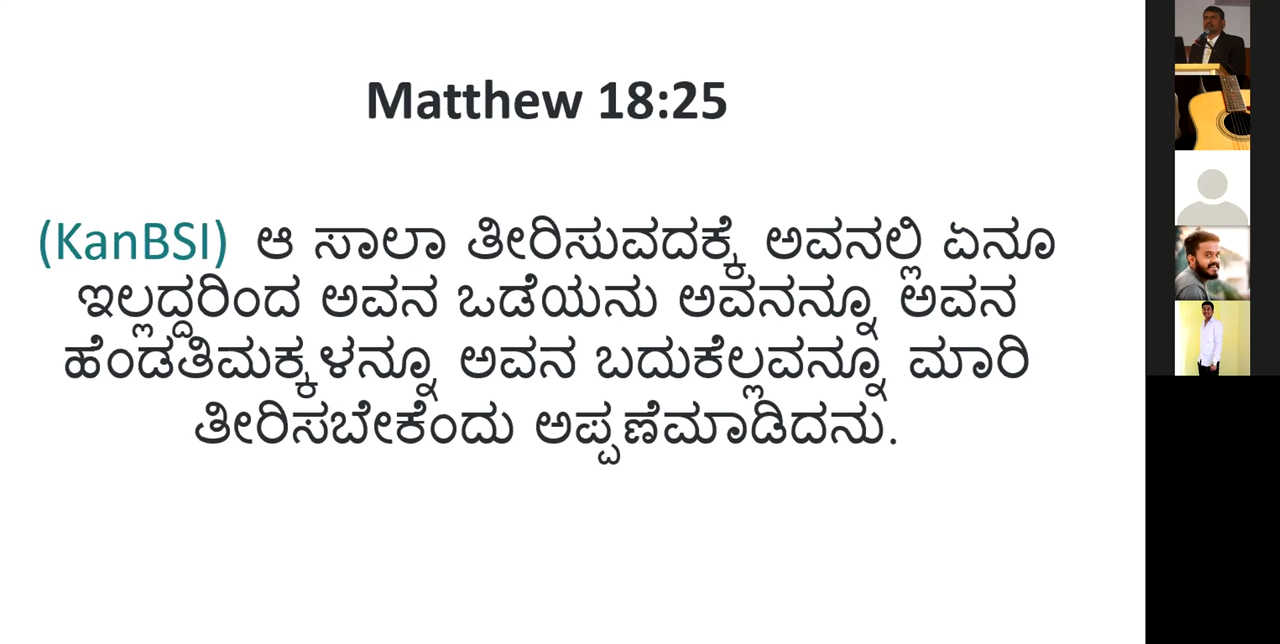 Matthew 18:25
(KanBSI) ಆ ಸಾಲಾ ತೀರಿಸುವದಕ್ಕೆ ಅವನಲ್ಲಿ ಏನೂ
ಇಲ್ಲದ್ದರಿಂದ ಅವನ ಒಡೆಯನು ಅವನನ್ನೂ ಅವನ
ಹೆಂಡತಿಮಕ್ಕಳನ್ನೂ ಅವನ ಬದುಕೆಲ್ಲವನ್ನೂ ಮಾರಿ
ತೀರಿಸಬೇಕೆಂದು ಅಪ್ಪಣೆಮಾಡಿದನು.